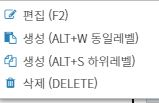 편집 (F2)
생성 (ALT+W 동일레벨)
생성 (ALT+S 하위레벨)
삭제 (DELETE)